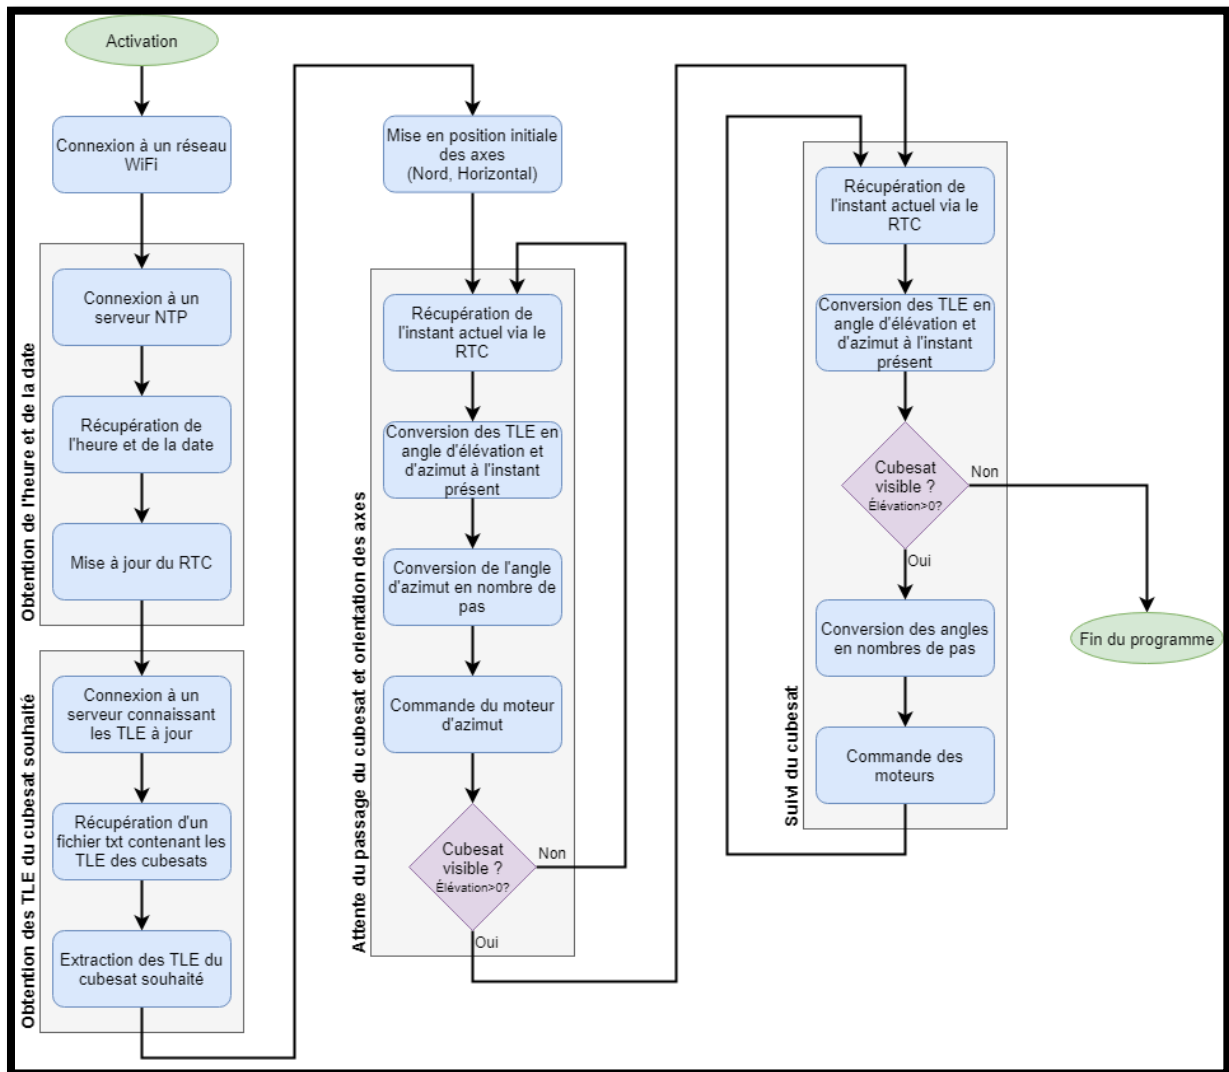 Activation
Connexion à un réseau
WiFi
Obtention de l'heure et de la date
Connexion à un
serveur NTP
Récupération de
l'heure et de la date
Mise à jour du RTC
Obtention des TLE du cubesat souhaité
Connexion à un
serveur connaissant
les TLE à jour
Récupération d'un
fichier txt contenant les
TLE des cubesats
Extraction des TLE du
cubesat souhaité
Mise en position initiale
des axes
(Nord, Horizontal)
Attente du passage du cubesat et orientation des axes
Récupération de
l'instant actuel via le
RTC
Conversion des TLE en
angle d'élévation et
d'azimut à l'instant
présent
Conversion de l'angle
d'azimut en nombre de
pas
Commande du moteur
d'azimut
Cubesat
visible ?
Élévation>0?
Non
Oui
Suivi du cubesat
Récupération de
l'instant actuel via le
RTC
Conversion des TLE en
angle d'élévation et
d'azimut à l'instant
présent
Cubesat
visible ?
Élévation>0?
Non
Oui
Conversion des angles
en nombres de pas
Commande des
moteurs
Fin du programme